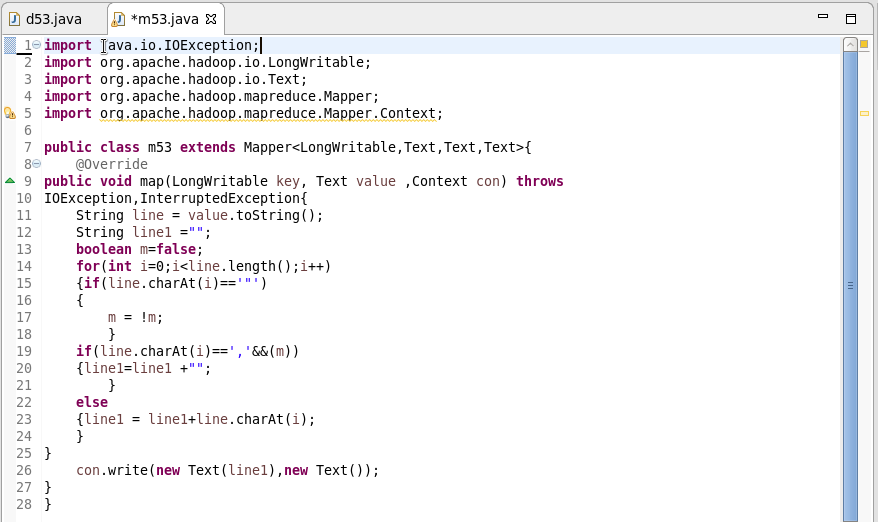 d53.java *m53.java
1 import java.io.IOException;
2 import org.apache.hadoop.io.LongWritable;
3 import org.apache.hadoop.io.Text;
4 import org.apache.hadoop.mapreduce.Mapper;
5 import org.apache.hadoop.mapreduce.Mapper.Context;
6
7 public class m53 extends Mapper<LongWritable,Text,Text,Text>{
8     @Override
9 public void map(LongWritable key, Text value ,Context con) throws
10 IOException,InterruptedException{
11     String line = value.toString();
12     String line1 ="";
13     boolean m=false;
14     for(int i=0;i<line.length();i++)
15     {if(line.charAt(i)=='"')
16     {
17         m = !m;
18         }
19     if(line.charAt(i)==','&&(m))
20     {line1=line1 +"";
21         }
22     else
23     {line1 = line1+line.charAt(i);
24     }
25 }
26     con.write(new Text(line1),new Text());
27 }
28 }